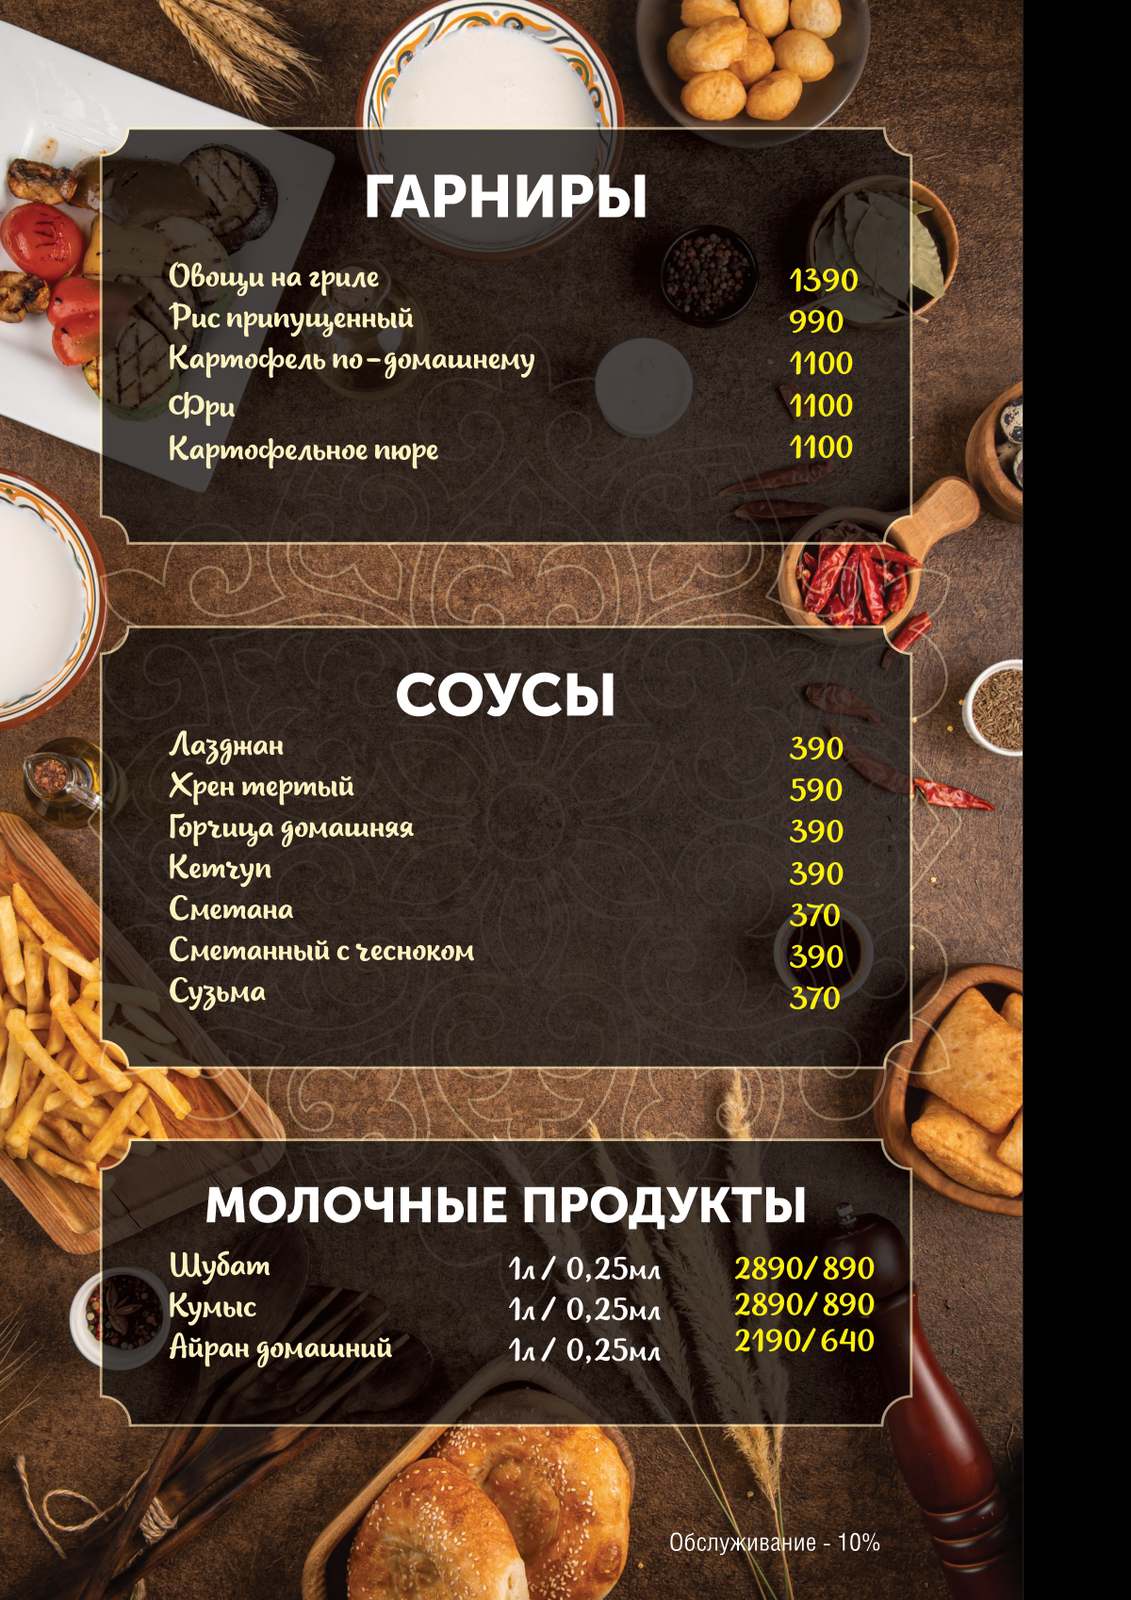 ГАРНИРЫ
Овощи на гриле 1390
Рис припущенный 990
Картофель по-домашнему 1100
Фри 1100
Картофельное пюре 1100
СОУСЫ
Лазджан 390
Хрен тертый 590
Горчица домашняя 390
Кетчуп 390
Сметана 370
Сметанный с чесноком 390
Сузьма 370
МОЛОЧНЫЕ ПРОДУКТЫ
Шубат 1л / 0,25мл 2890/890
Кумыс 1л / 0,25мл 2890/890
Айран домашний 1л / 0,25мл 2190/640
Обслуживание - 10%